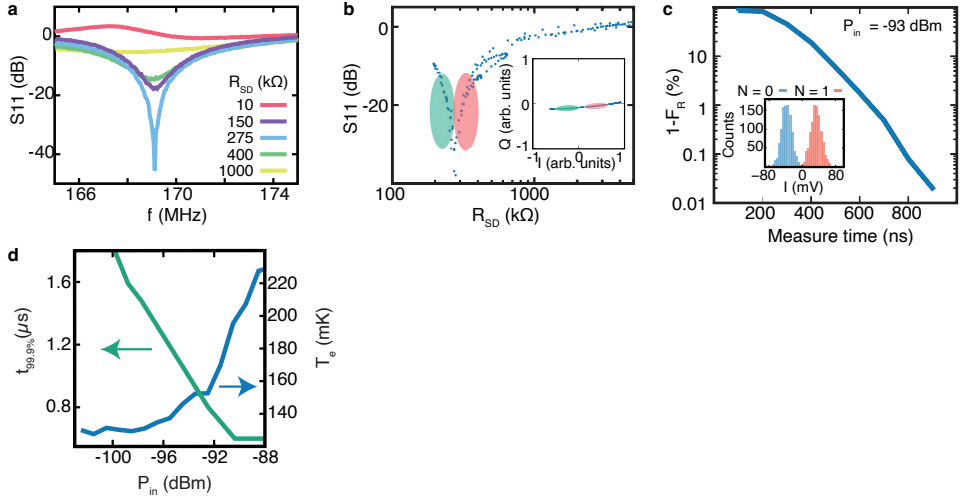 a
0
-20
-40
S11 (dB)
R_SD (kΩ)
10
150
275
400
1000
166
170
174
f (MHz)
b
0
-20
S11 (dB)
100
1000
R_SD (kΩ)
Q (arb. units)
1
0
-1
-1
0
1
I (arb. units)
c
P_in = -93 dBm
1-F_R (%)
10
1
0.1
0.01
200
400
600
800
Measure time (ns)
N = 0
N = 1
Counts
150
100
50
0
-80
0
80
I (mV)
d
t_99.9% (µs)
1.6
1.2
0.8
220
200
180
160
140
T_e (mK)
-100
-96
-92
-88
P_in (dBm)